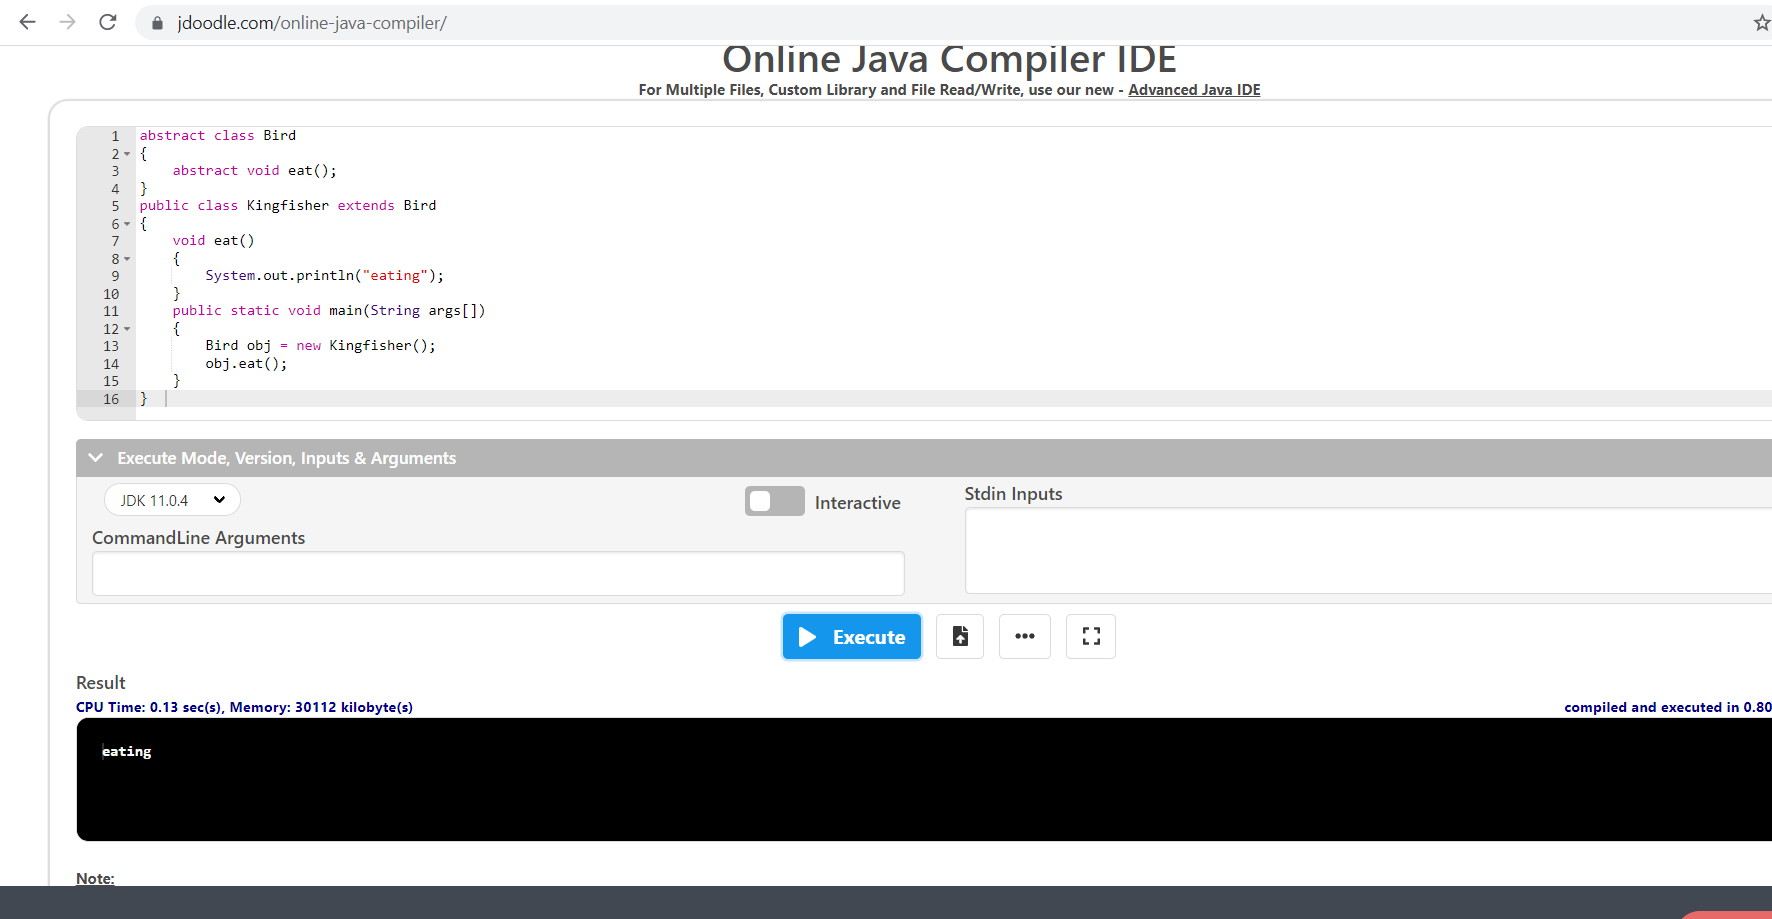 jdoodle.com/online-java-compiler/
Online Java Compiler IDE
For Multiple Files, Custom Library and File Read/Write, use our new - Advanced Java IDE
1 abstract class Bird
2 {
3     abstract void eat();
4 }
5 public class Kingfisher extends Bird
6 {
7     void eat()
8     {
9         System.out.println("eating");
10     }
11     public static void main(String args[])
12     {
13         Bird obj = new Kingfisher();
14         obj.eat();
15     }
16 }
Execute Mode, Version, Inputs & Arguments
JDK 11.0.4
Interactive
Stdin Inputs
CommandLine Arguments
Execute
Result
CPU Time: 0.13 sec(s), Memory: 30112 kilobyte(s)
compiled and executed in 0.80
eating
Note: